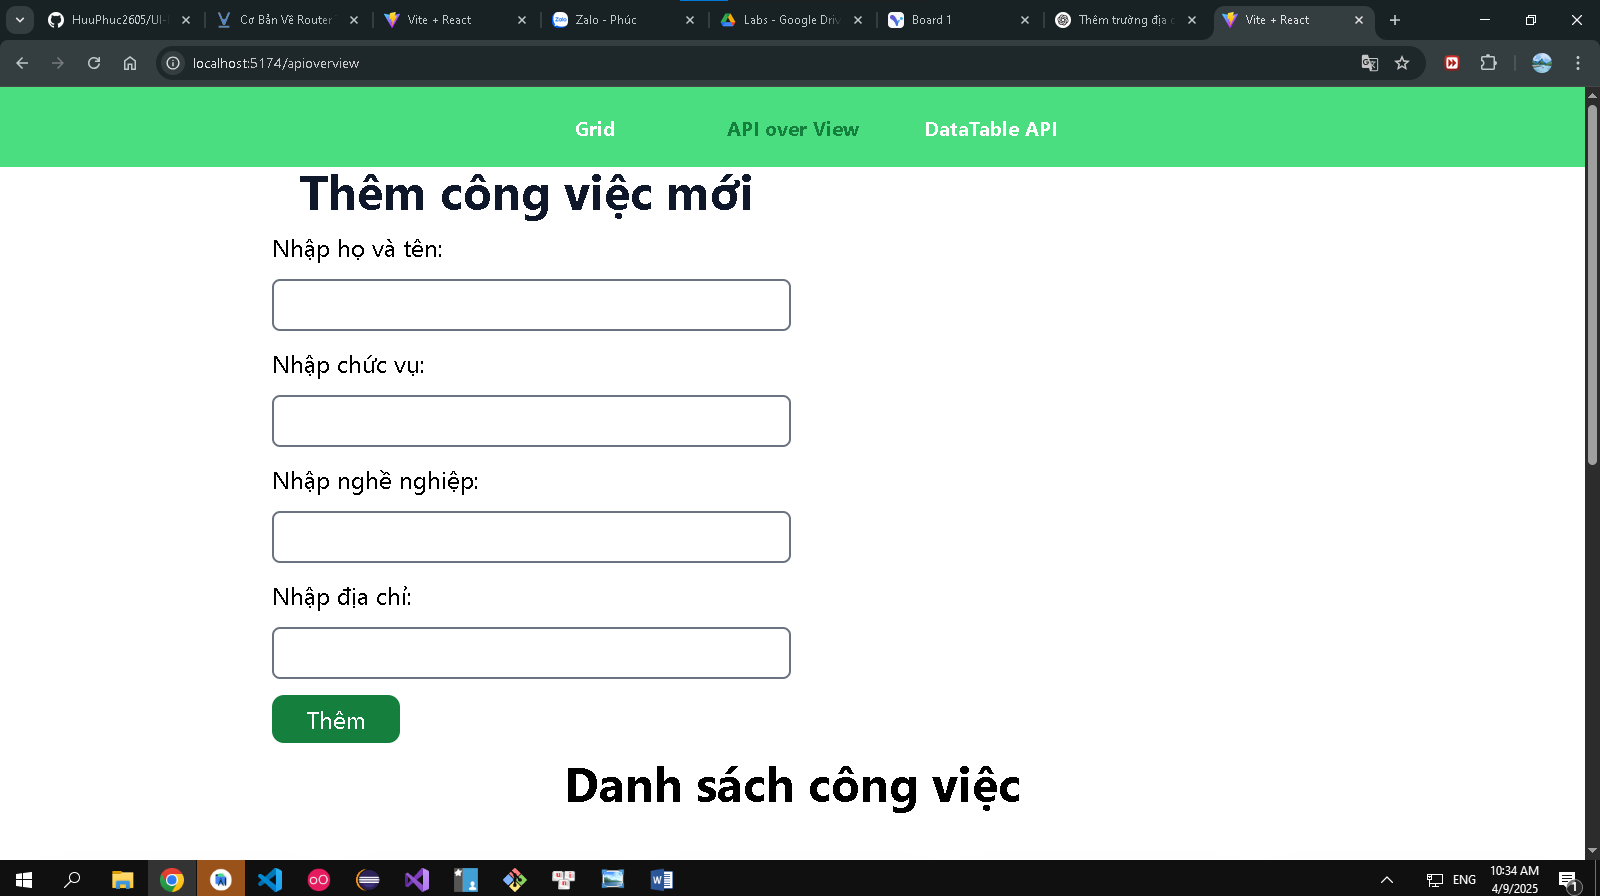 HuuPhuc2605/UI-
Cơ Bản Về Router
Vite + React
Zalo - Phúc
Labs - Google Driv
Board 1
Thêm trường địa c
Vite + React
localhost:5174/apioverview
Grid
API over View
DataTable API
Thêm công việc mới
Nhập họ và tên:
Nhập chức vụ:
Nhập nghề nghiệp:
Nhập địa chỉ:
Thêm
Danh sách công việc
ENG
10:34 AM
4/9/2025
1